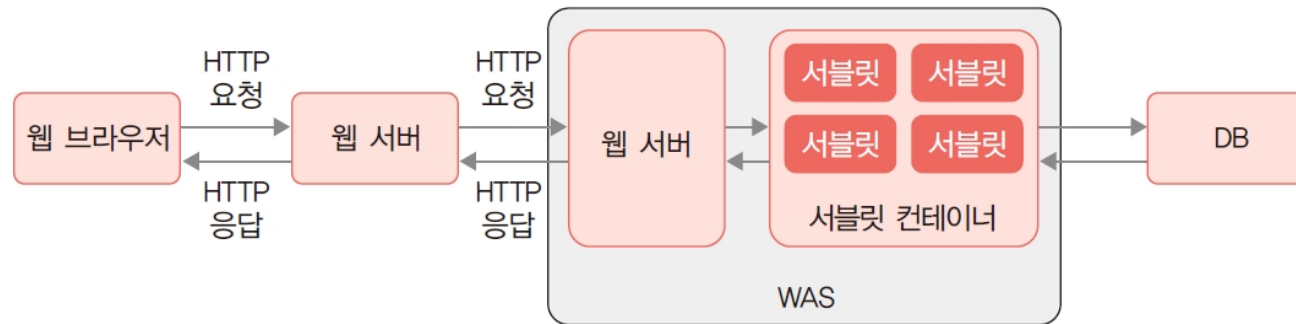 웹 브라우저
HTTP
요청
HTTP
응답
웹 서버
HTTP
요청
HTTP
응답
웹 서버
서블릿
서블릿
서블릿
서블릿
서블릿 컨테이너
WAS
DB